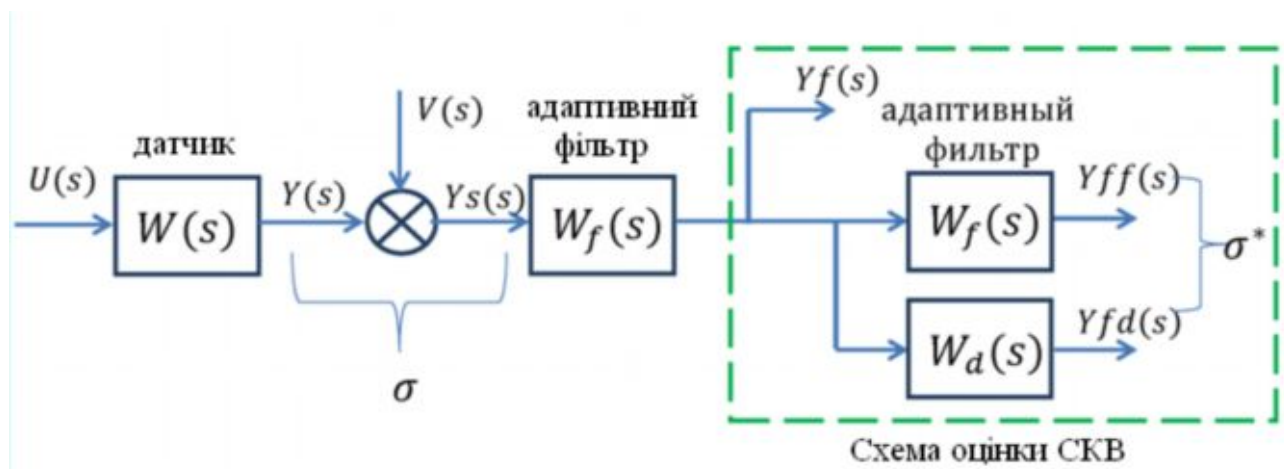 U(s)
датчик
W(s)
Y(s)
V(s)
Ys(s)
σ
адаптивний
фільтр
W_f(s)
Yf(s)
адаптивный
фильтр
W_f(s)
Yff(s)
W_d(s)
Yfd(s)
σ*
Схема оцінки СКВ